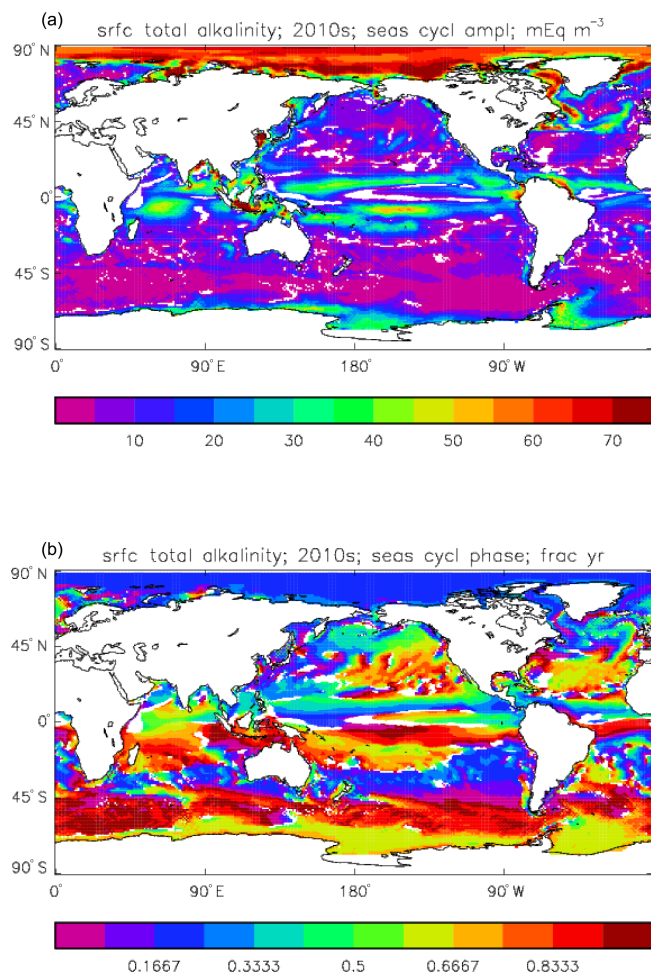 (a)
srfc total alkalinity; 2010s; seas cycl ampl; mEq m⁻³
90°N
45°N
0°
45°S
90°S
0° 90°E 180° 90°W
10 20 30 40 50 60 70
(b)
srfc total alkalinity; 2010s; seas cycl phase; frac yr
90°N
45°N
0°
45°S
90°S
0° 90°E 180° 90°W
0.1667 0.3333 0.5 0.6667 0.8333